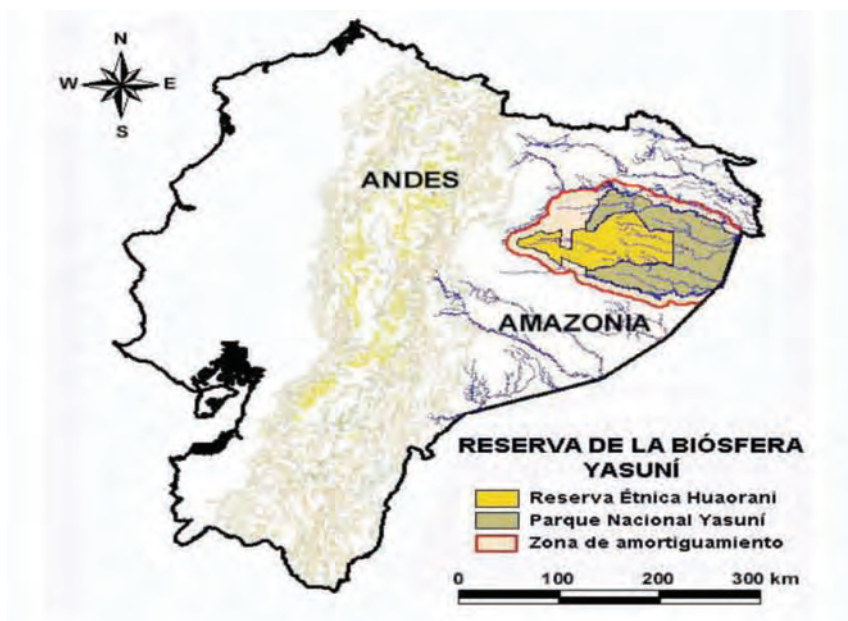 N
W E
S
ANDES
AMAZONIA
RESERVA DE LA BIÓSFERA
YASUNÍ
Reserva Étnica Huaorani
Parque Nacional Yasuní
Zona de amortiguamiento
0 100 200 300 km